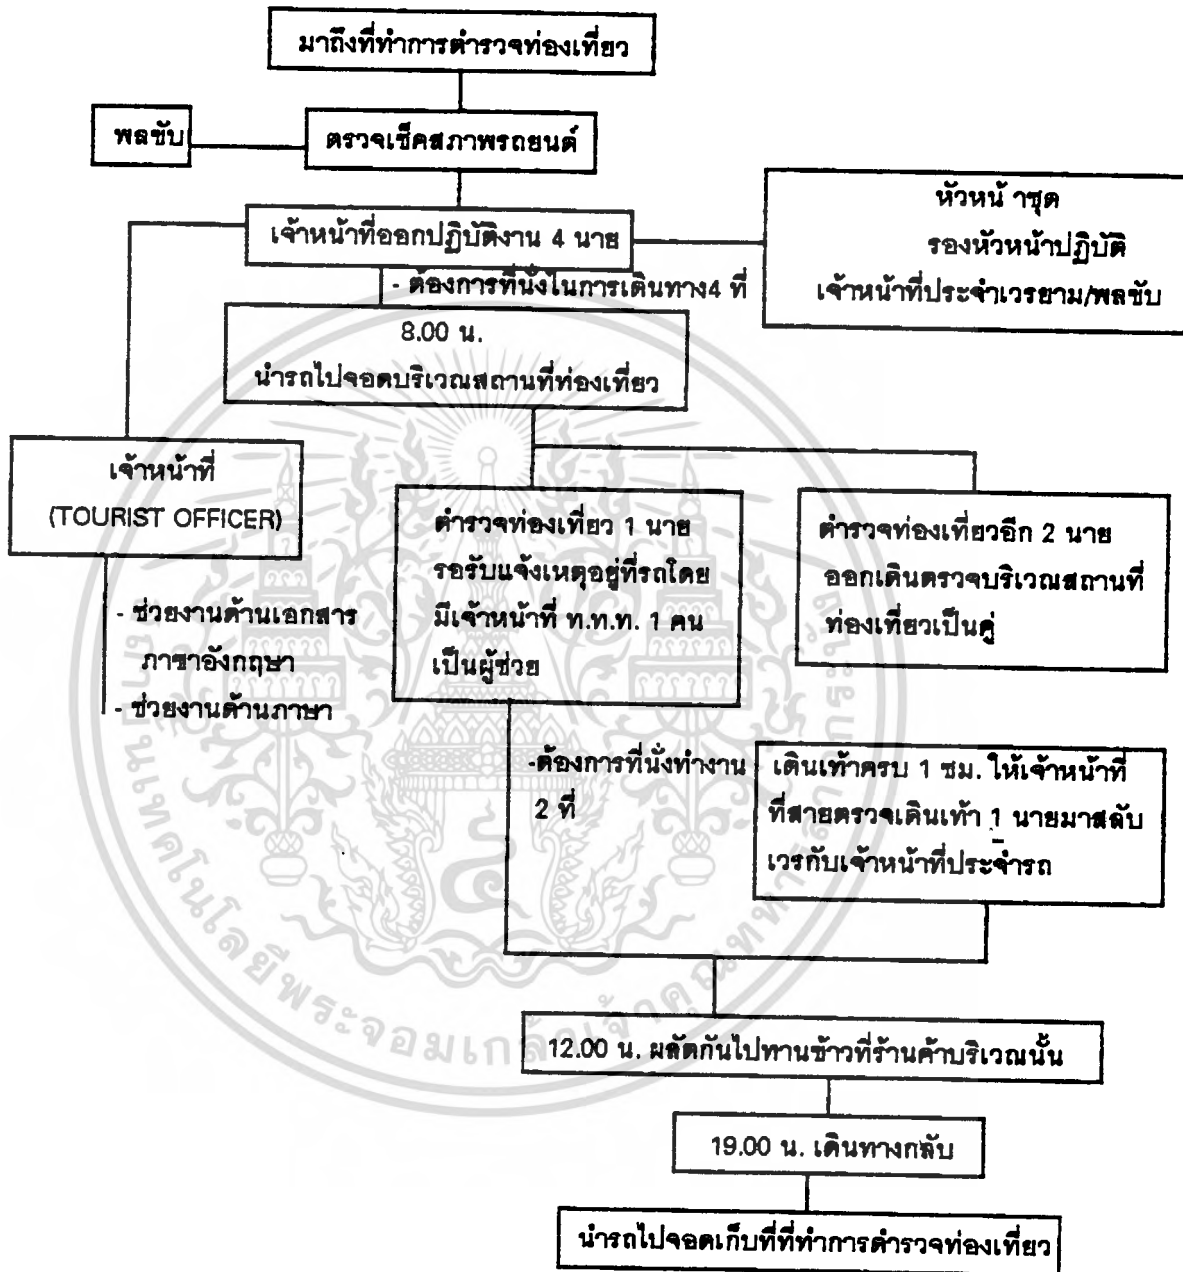 มาถึงที่ทำการตำรวจท่องเที่ยว
พลขับ
ตรวจเช็คสภาพรถยนต์
เจ้าหน้าที่ออกปฏิบัติงาน 4 นาย
หัวหน้าชุด
รองหัวหน้าปฏิบัติ
เจ้าหน้าที่ประจำเวรยาม/พลขับ
- ต้องการที่นั่งในการเดินทาง4 ที่
8.00 น.
นำรถไปจอดบริเวณสถานที่ท่องเที่ยว
เจ้าหน้าที่
(TOURIST OFFICER)
- ช่วยงานด้านเอกสาร
ภาษาอังกฤษา
- ช่วยงานด้านภาษา
ตำรวจท่องเที่ยว 1 นาย
รอรับแจ้งเหตุอยู่ที่รถโดย
มีเจ้าหน้าที่ ท.ท.ท. 1 คน
เป็นผู้ช่วย
ตำรวจท่องเที่ยวอีก 2 นาย
ออกเดินตรวจบริเวณสถานที่
ท่องเที่ยวเป็นคู่
-ต้องการที่นั่งทำงาน
2 ที่
เดินเท้าครบ 1 ชม. ให้เจ้าหน้าที่
ที่สายตรวจเดินเท้า 1 นายมาสลับ
เวรกับเจ้าหน้าที่ประจำรถ
12.00 น. ผลัดกันไปทานข้าวที่ร้านค้าบริเวณนั้น
19.00 น. เดินทางกลับ
นำรถไปจอดเก็บที่ที่ทำการตำรวจท่องเที่ยว